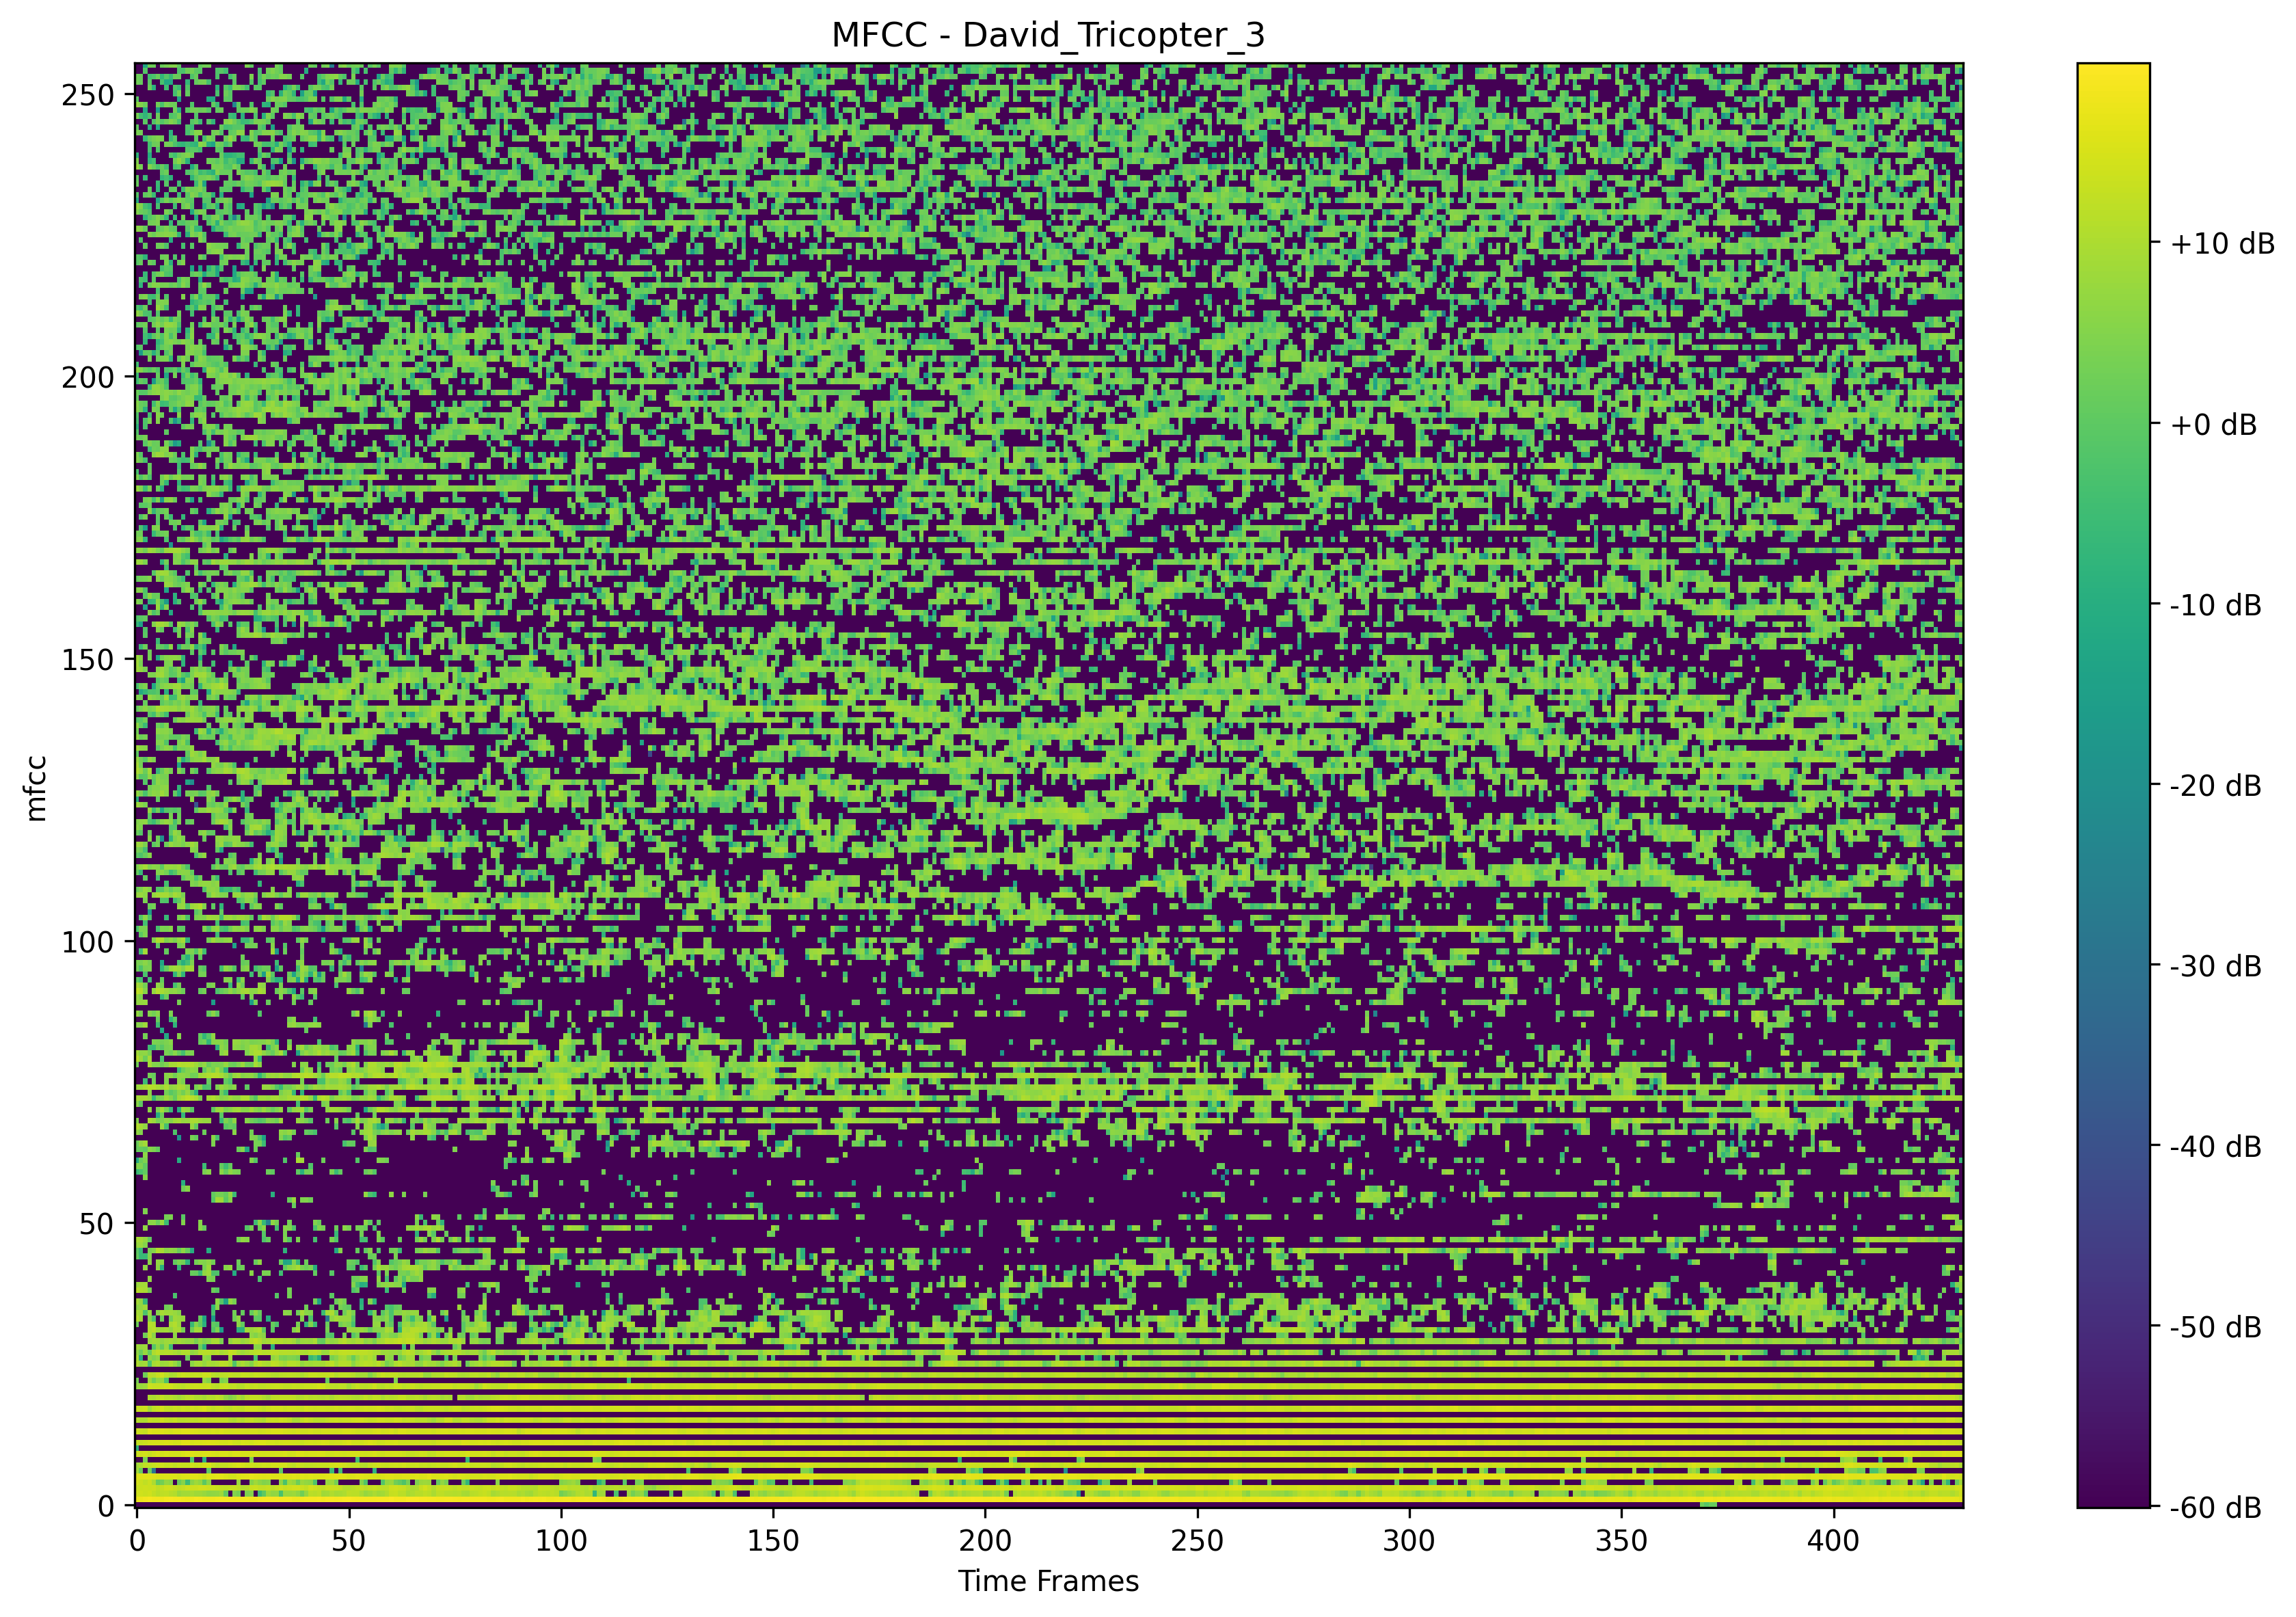 MFCC - David_Tricopter_3
250
200
150
100
50
0
mfcc
0 50 100 150 200 250 300 350 400
Time Frames
+10 dB
+0 dB
-10 dB
-20 dB
-30 dB
-40 dB
-50 dB
-60 dB